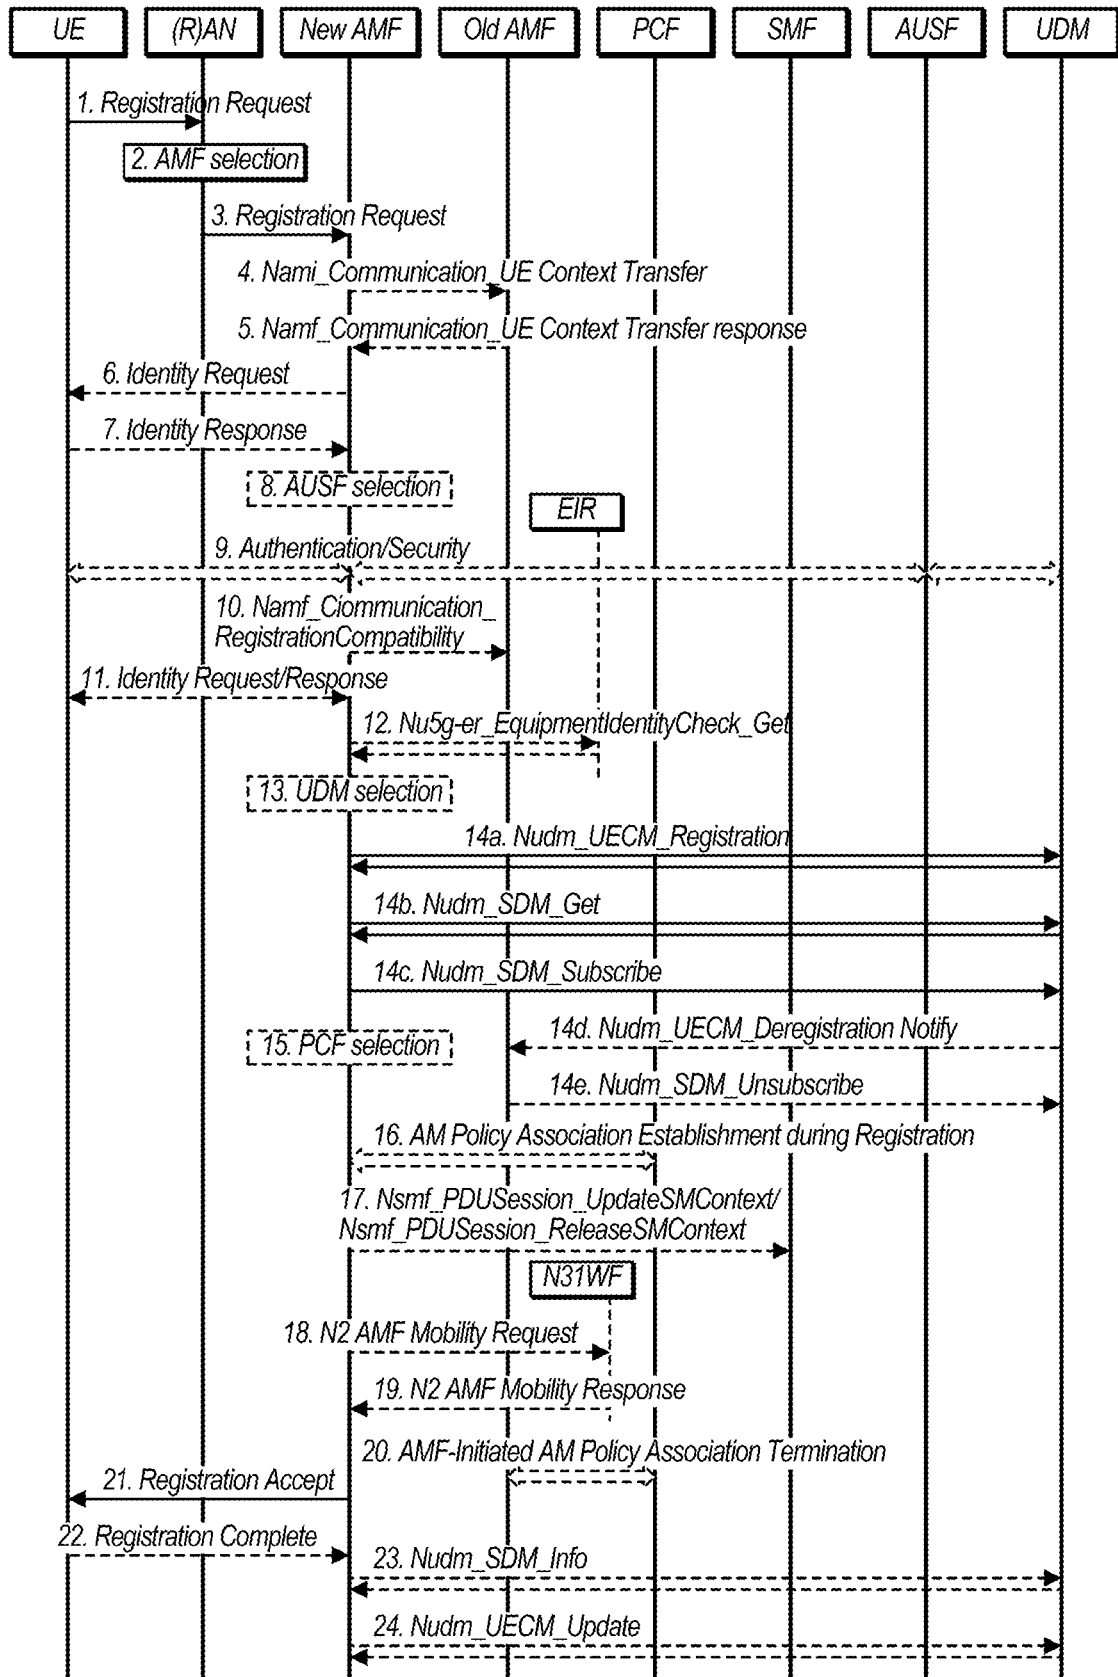 UE
(R)AN
New AMF
Old AMF
PCF
SMF
AUSF
UDM
1. Registration Request
2. AMF selection
3. Registration Request
4. Nami_Communication_UE Context Transfer
5. Namf_Communication_UE Context Transfer response
6. Identity Request
7. Identity Response
8. AUSF selection
EIR
9. Authentication/Security
10. Namf_Ciommunication_
RegistrationCompatibility
11. Identity Request/Response
12. Nu5g-er_EquipmentIdentityCheck_Get
13. UDM selection
14a. Nudm_UECM_Registration
14b. Nudm_SDM_Get
14c. Nudm_SDM_Subscribe
14d. Nudm_UECM_Deregistration Notify
15. PCF selection
14e. Nudm_SDM_Unsubscribe
16. AM Policy Association Establishment during Registration
17. Nsmf_PDUSession_UpdateSMContext/
Nsmf_PDUSession_ReleaseSMContext
N31WF
18. N2 AMF Mobility Request
19. N2 AMF Mobility Response
20. AMF-Initiated AM Policy Association Termination
21. Registration Accept
22. Registration Complete
23. Nudm_SDM_Info
24. Nudm_UECM_Update